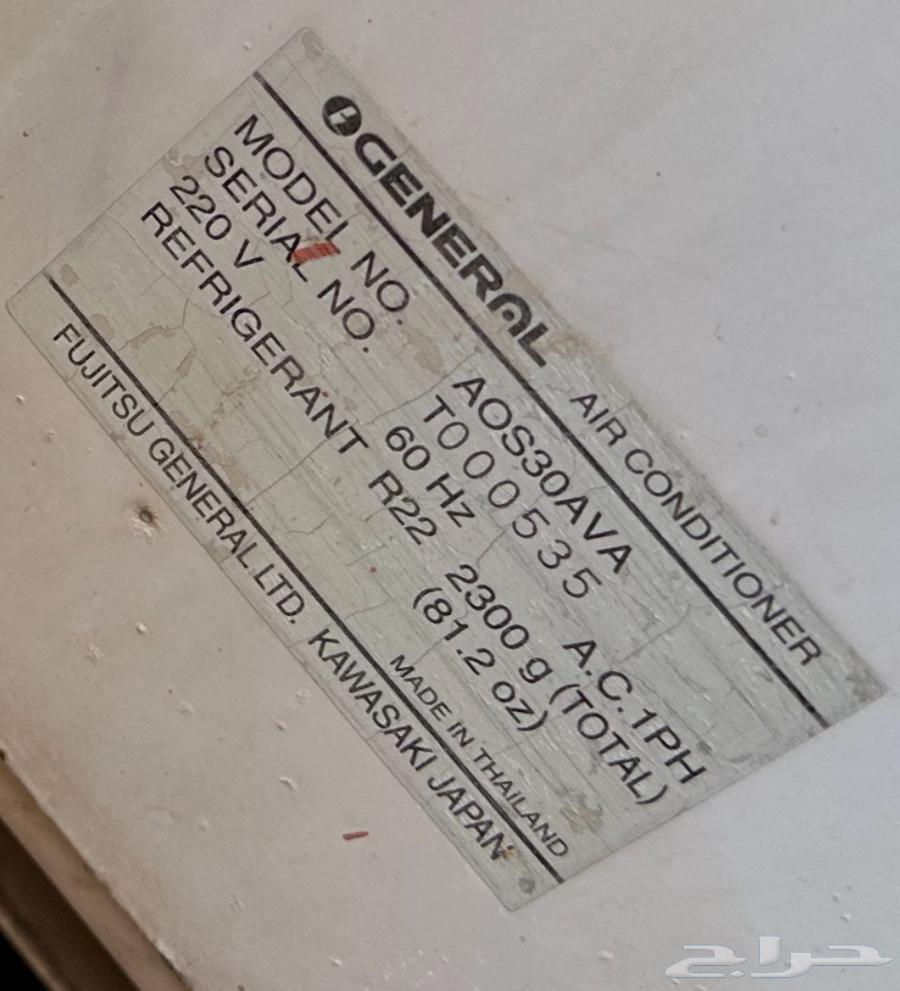 GENERAL AIR CONDITIONER
MODEL NO. AOS30AVA
SERIAL NO. T000535
220 V 60 Hz A.C.1PH
REFRIGERANT R22 2300 g (TOTAL)
(81.2 oz)
MADE IN THAILAND
FUJITSU GENERAL LTD. KAWASAKI JAPAN
حراج